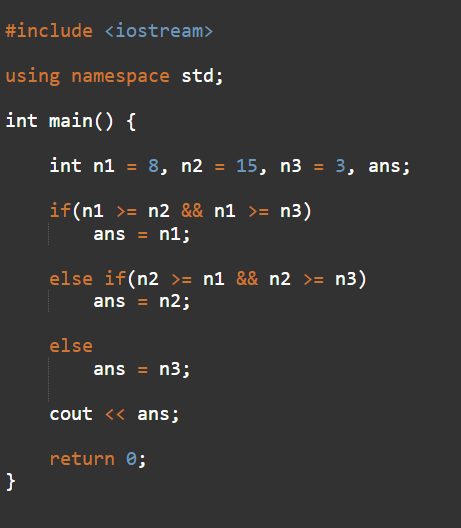 #include <iostream>
using namespace std;
int main() {
int n1 = 8, n2 = 15, n3 = 3, ans;
if(n1 >= n2 && n1 >= n3)
ans = n1;
else if(n2 >= n1 && n2 >= n3)
ans = n2;
else
ans = n3;
cout << ans;
return 0;
}